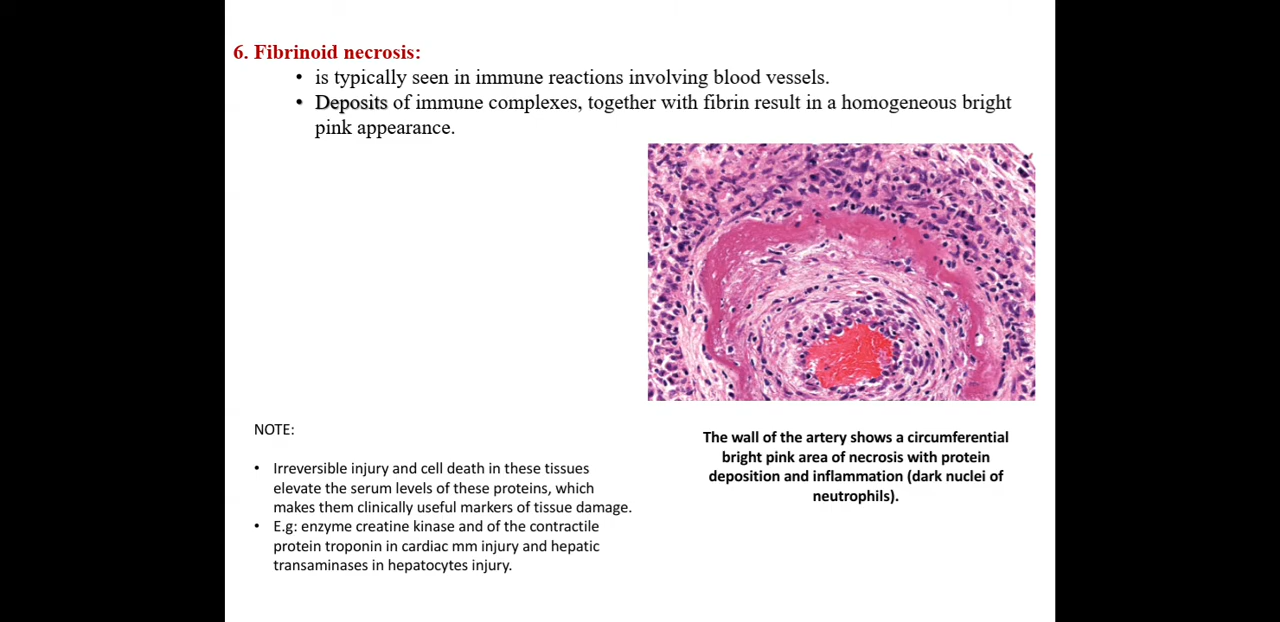 6. Fibrinoid necrosis:
• is typically seen in immune reactions involving blood vessels.
• Deposits of immune complexes, together with fibrin result in a homogeneous bright
pink appearance.
NOTE:
• Irreversible injury and cell death in these tissues
elevate the serum levels of these proteins, which
makes them clinically useful markers of tissue damage.
• E.g: enzyme creatine kinase and of the contractile
protein troponin in cardiac mm injury and hepatic
transaminases in hepatocytes injury.
The wall of the artery shows a circumferential
bright pink area of necrosis with protein
deposition and inflammation (dark nuclei of
neutrophils).